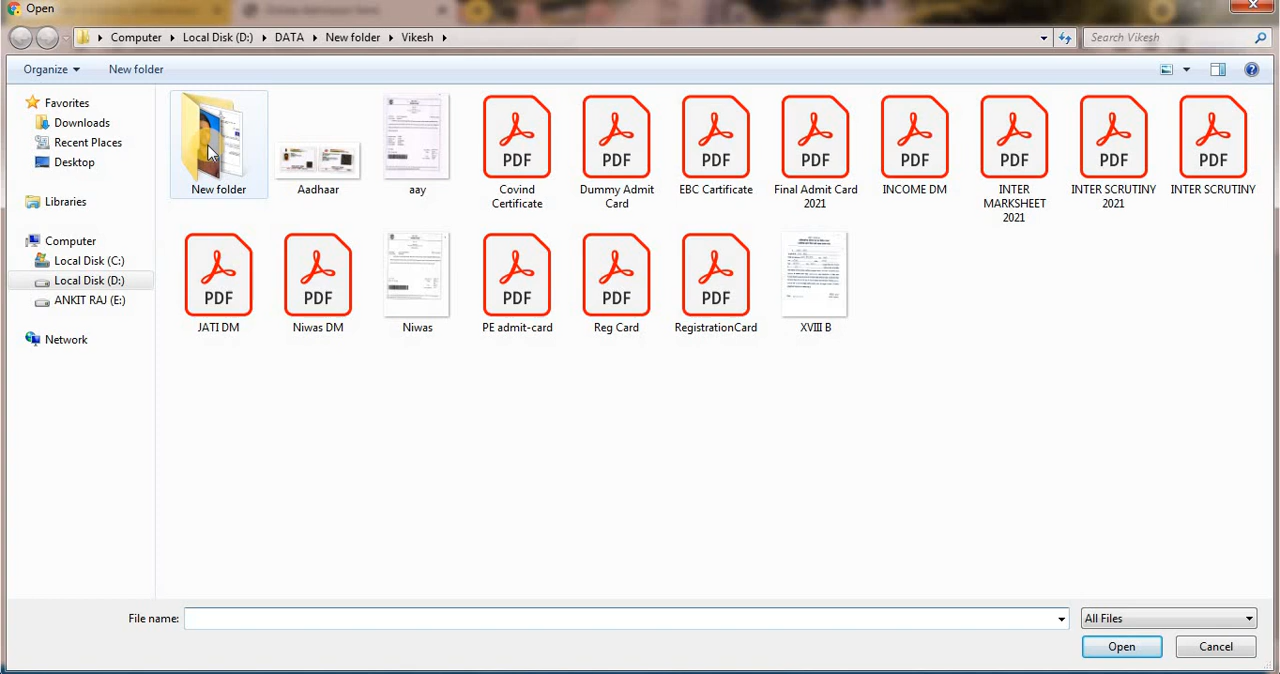 Open
Computer
Local Disk (D:)
DATA
New folder
Vikesh
Search Vikesh
Organize
New folder
Favorites
Downloads
Recent Places
Desktop
Libraries
Computer
Local Disk (C:)
Local Disk (D:)
ANKIT RAJ (E:)
Network
PDF PDF PDF PDF PDF PDF PDF PDF
New folder
Aadhaar
aay
Covind
Certificate
Dummy Admit
Card
EBC Cartificate
Final Admit Card
2021
INCOME DM
INTER
MARKSHEET
2021
INTER SCRUTINY
2021
INTER SCRUTINY
PDF PDF PDF PDF PDF
JATI DM
Niwas DM
Niwas
PE admit-card
Reg Card
RegistrationCard
XVIII B
File name:
All Files
Open
Cancel